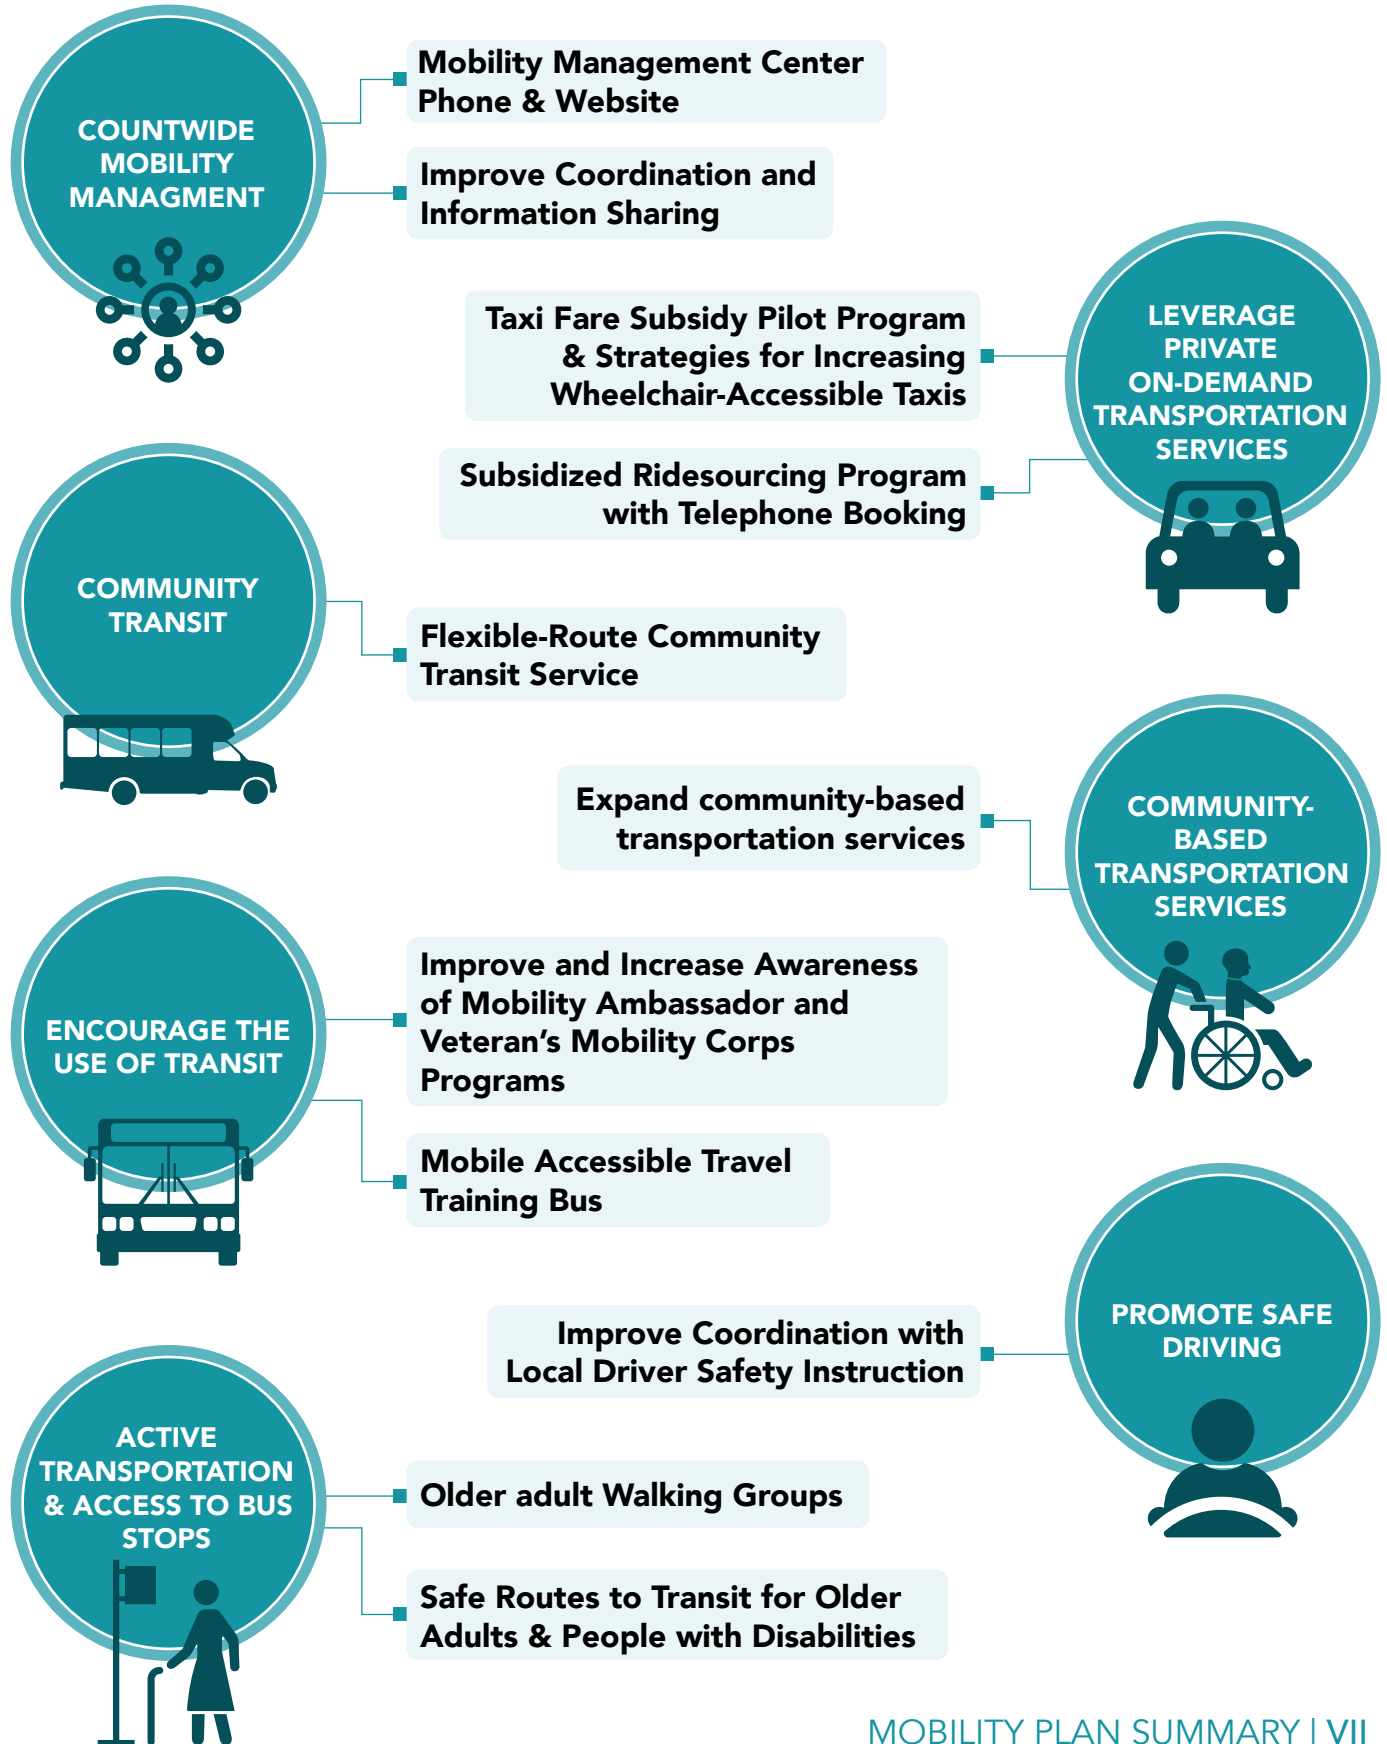 COUNTWIDE
MOBILITY
MANAGMENT
Mobility Management Center
Phone & Website
Improve Coordination and
Information Sharing
LEVERAGE
PRIVATE
ON-DEMAND
TRANSPORTATION
SERVICES
Taxi Fare Subsidy Pilot Program
& Strategies for Increasing
Wheelchair-Accessible Taxis
Subsidized Ridesourcing Program
with Telephone Booking
COMMUNITY
TRANSIT
Flexible-Route Community
Transit Service
COMMUNITY-
BASED
TRANSPORTATION
SERVICES
Expand community-based
transportation services
ENCOURAGE THE
USE OF TRANSIT
Improve and Increase Awareness
of Mobility Ambassador and
Veteran’s Mobility Corps
Programs
Mobile Accessible Travel
Training Bus
PROMOTE SAFE
DRIVING
Improve Coordination with
Local Driver Safety Instruction
ACTIVE
TRANSPORTATION
& ACCESS TO BUS
STOPS
Older adult Walking Groups
Safe Routes to Transit for Older
Adults & People with Disabilities
MOBILITY PLAN SUMMARY | VII